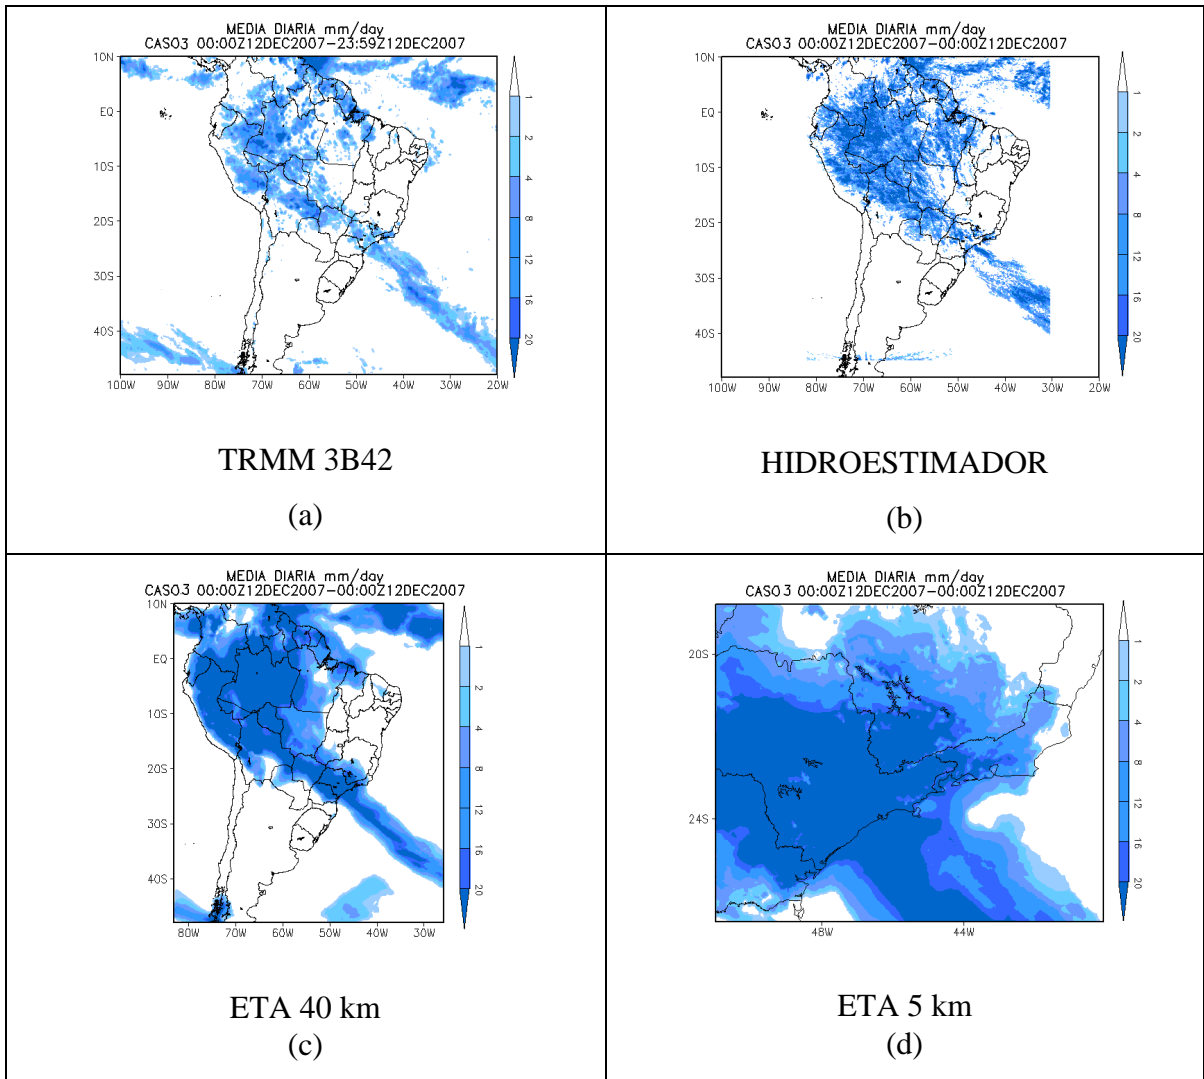 MEDIA DIARIA mm/day
CASO3 00:00Z12DEC2007-23:59Z12DEC2007
10N
EQ
10S
20S
30S
40S
100W 90W 80W 70W 60W 50W 40W 30W 20W
1
2
4
8
12
16
20
TRMM 3B42
(a)
MEDIA DIARIA mm/day
CASO3 00:00Z12DEC2007-00:00Z12DEC2007
10N
EQ
10S
20S
30S
40S
100W 90W 80W 70W 60W 50W 40W 30W 20W
1
2
4
8
12
16
20
HIDROESTIMADOR
(b)
MEDIA DIARIA mm/day
CASO3 00:00Z12DEC2007-00:00Z12DEC2007
10N
EQ
10S
20S
30S
40S
80W 70W 60W 50W 40W 30W
1
2
4
8
12
16
20
ETA 40 km
(c)
MEDIA DIARIA mm/day
CASO3 00:00Z12DEC2007-00:00Z12DEC2007
20S
24S
48W 44W
1
2
4
8
12
16
20
ETA 5 km
(d)